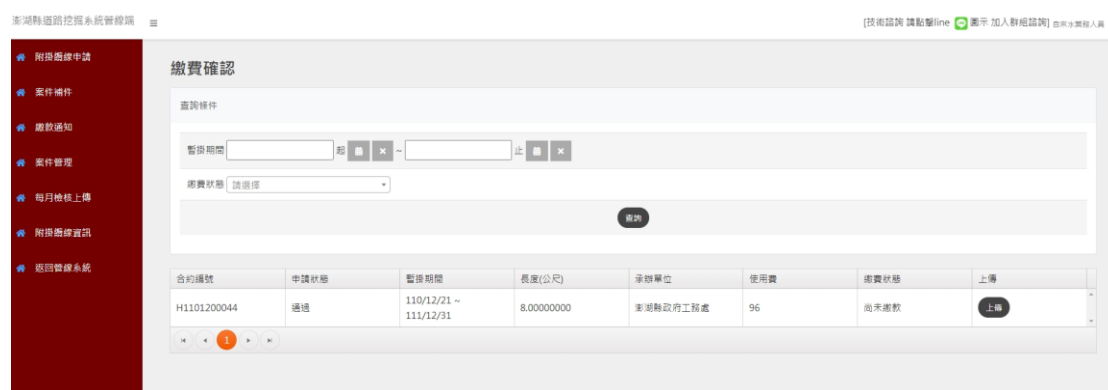 澎湖縣道路挖掘系統管線端
[技術諮詢 請點擊line 圖示 加入群組諮詢] 自來水業務人員
附掛纜線申請
案件補件
繳款通知
案件管理
每月檢核上傳
附掛纜線資訊
返回管線系統
繳費確認
查詢條件
暫掛期間 起 ~ 止
繳費狀態 請選擇
查詢
合約編號 申請狀態 暫掛期間 長度(公尺) 承辦單位 使用費 繳費狀態 上傳
H1101200044 通過 110/12/21 ~ 111/12/31 8.00000000 澎湖縣政府工務處 96 尚未繳款 上傳
1